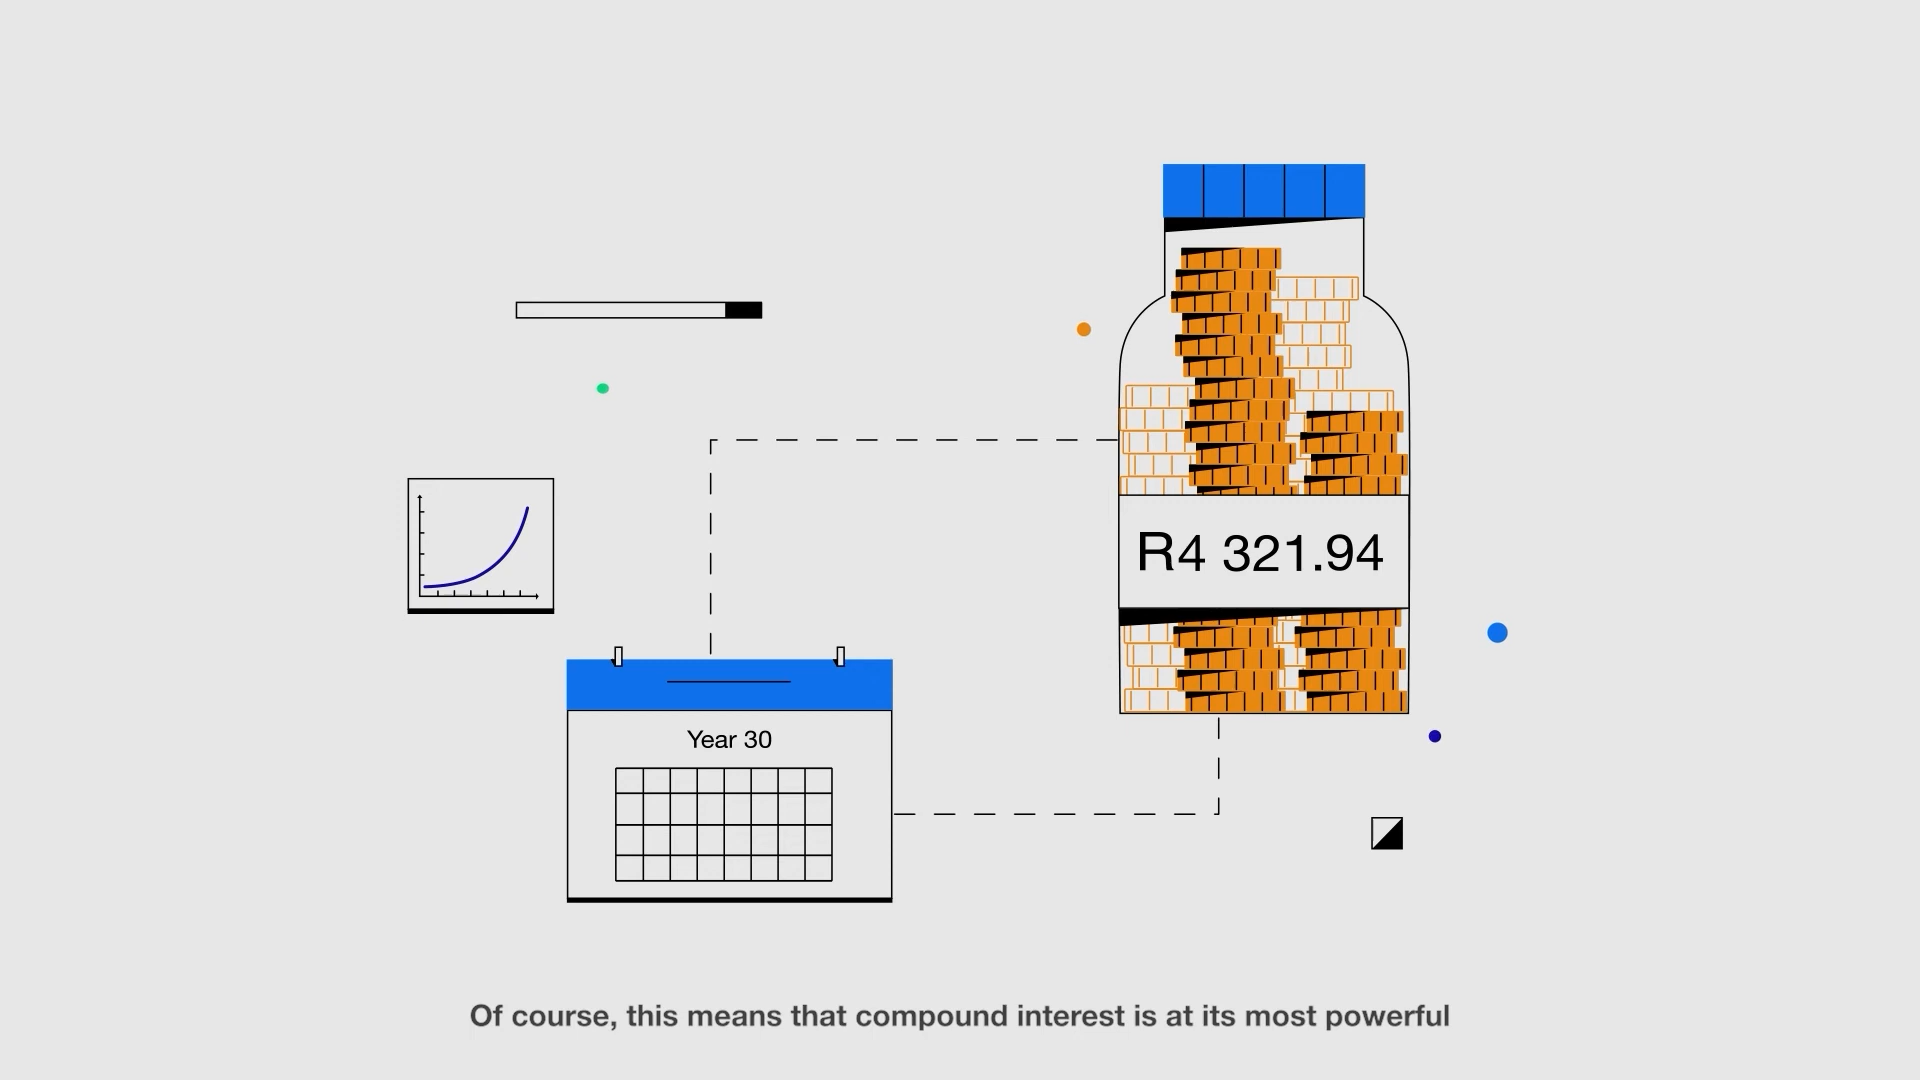 R4 321.94
Year 30
Of course, this means that compound interest is at its most powerful